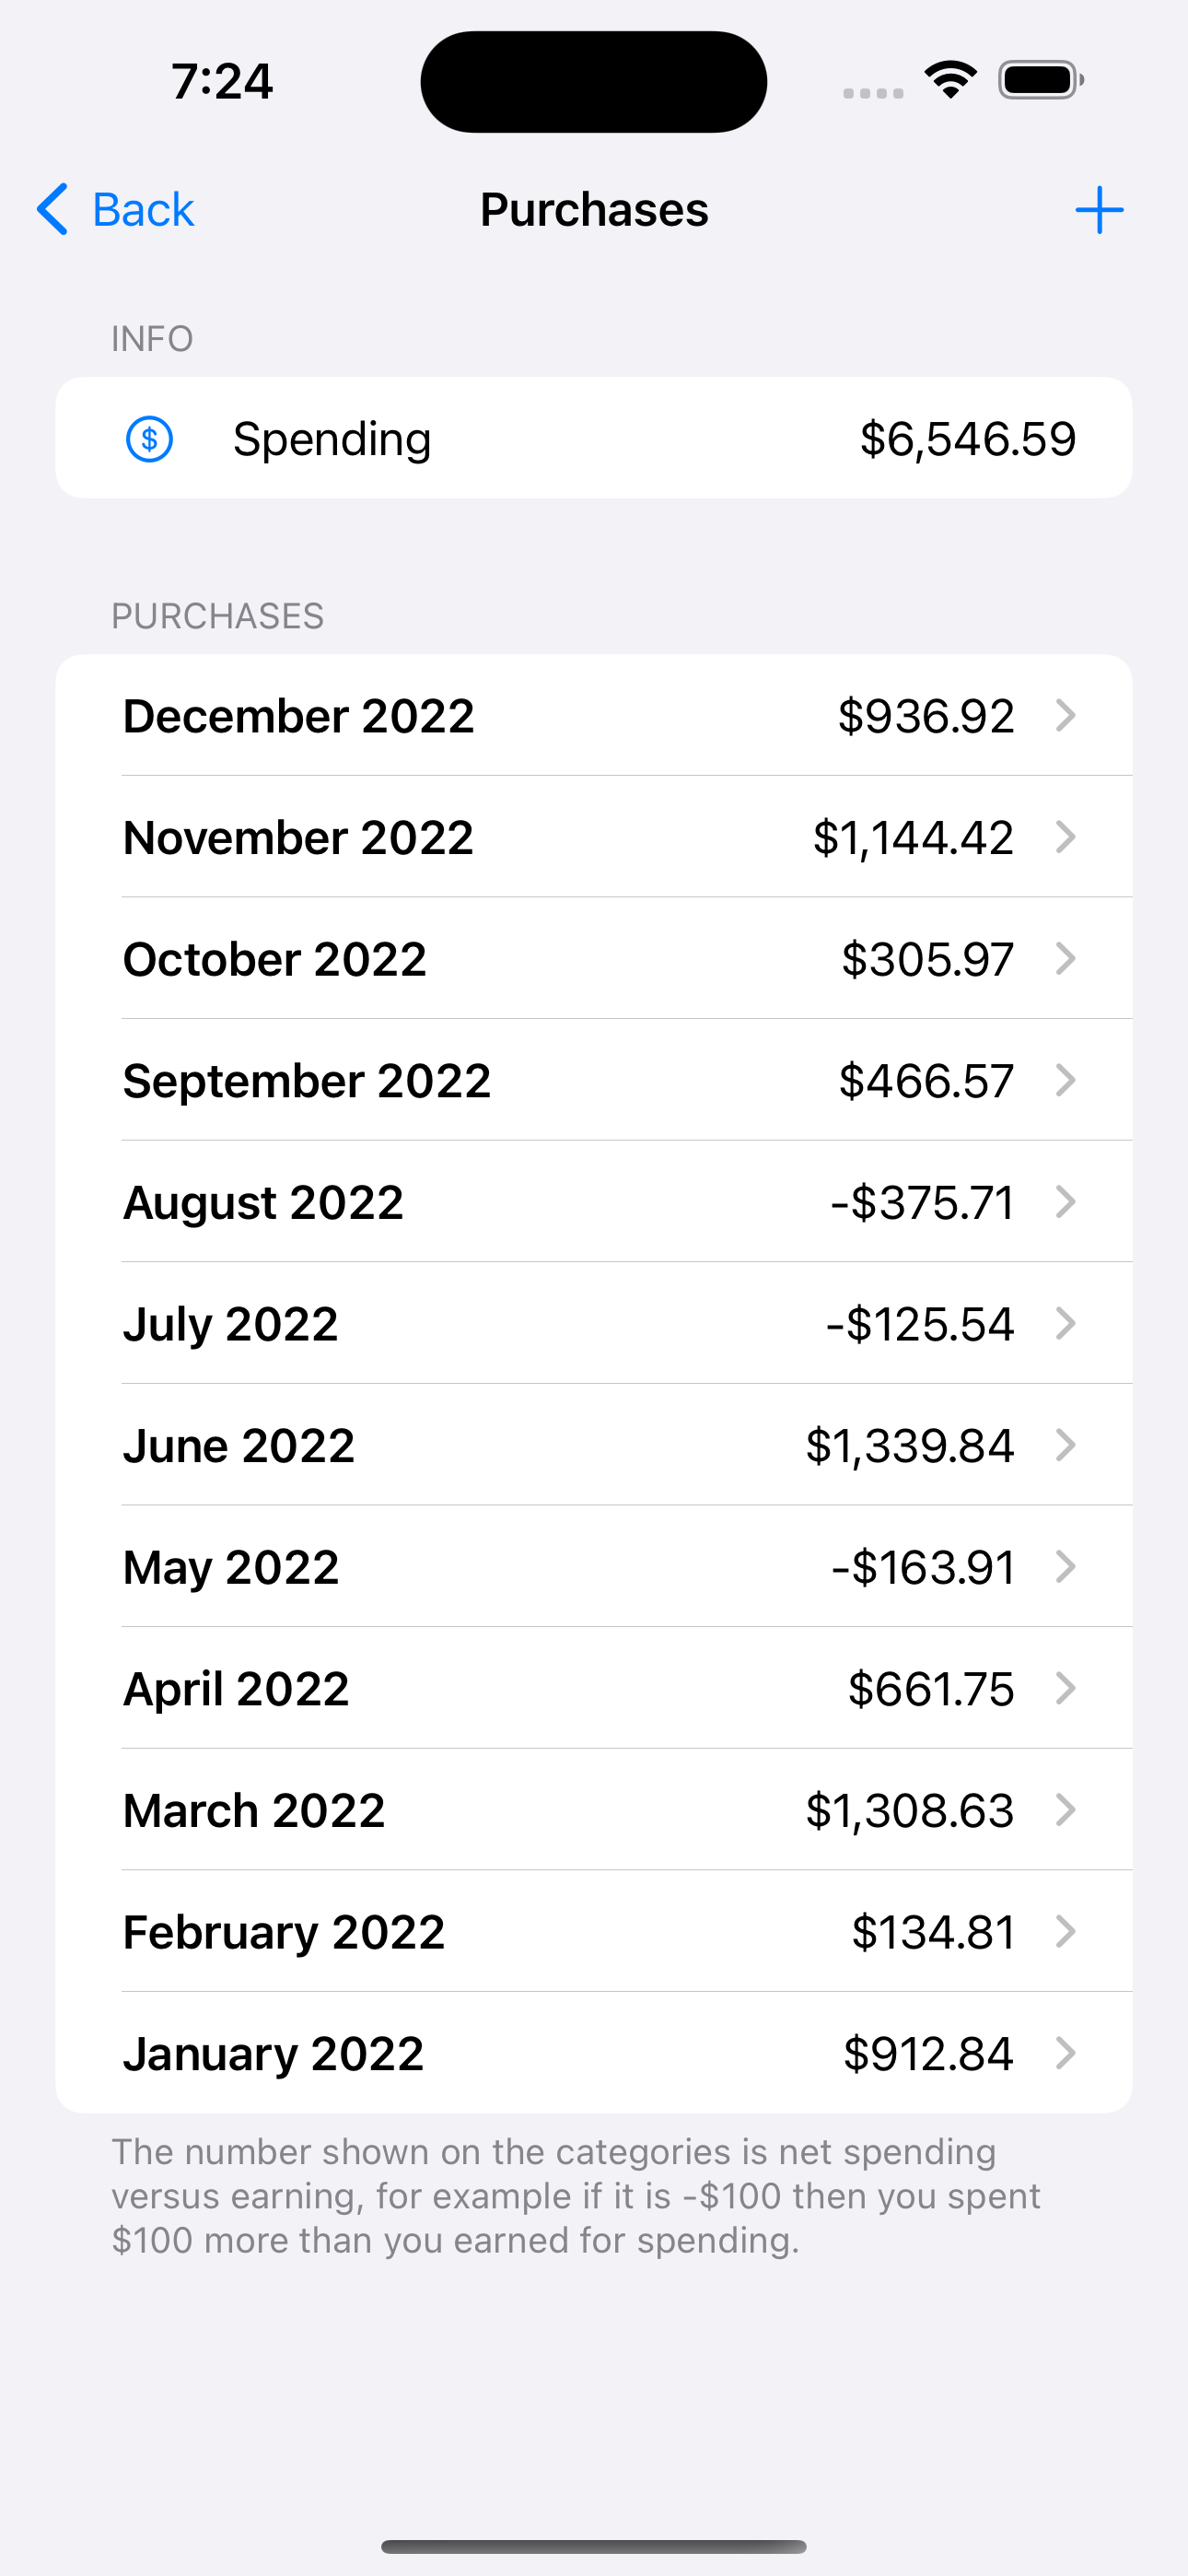 7:24
Back
Purchases
INFO
Spending
$6,546.59
PURCHASES
December 2022
$936.92
November 2022
$1,144.42
October 2022
$305.97
September 2022
$466.57
August 2022
-$375.71
July 2022
-$125.54
June 2022
$1,339.84
May 2022
-$163.91
April 2022
$661.75
March 2022
$1,308.63
February 2022
$134.81
January 2022
$912.84
The number shown on the categories is net spending
versus earning, for example if it is -$100 then you spent
$100 more than you earned for spending.